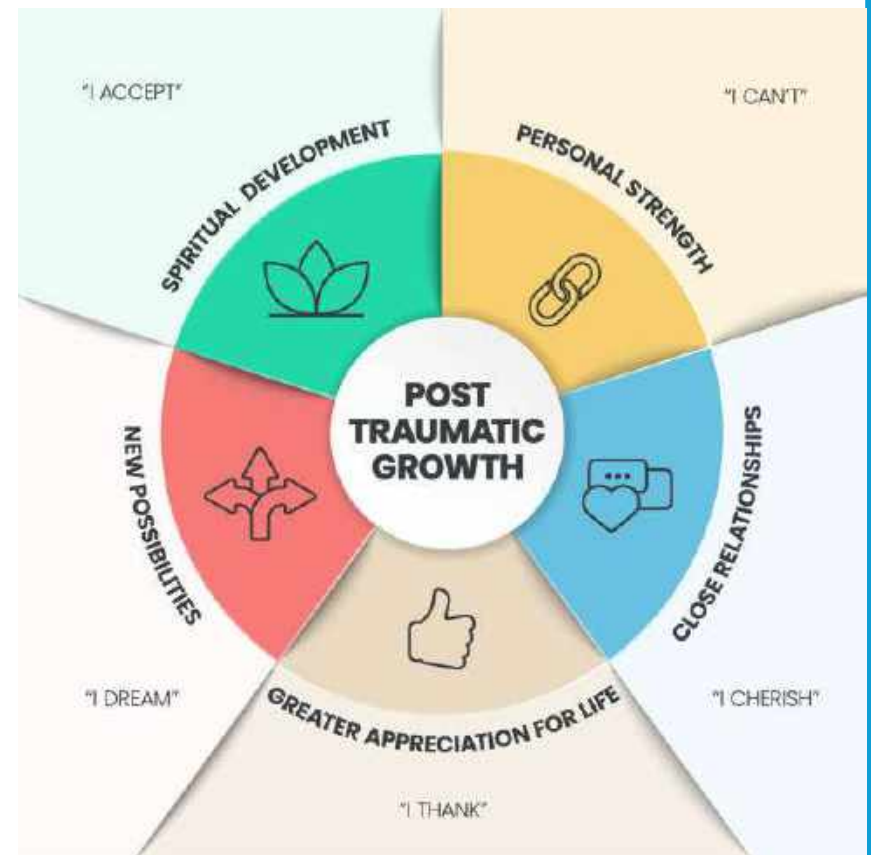 "I ACCEPT"
"I CAN'T"
SPIRITUAL DEVELOPMENT
PERSONAL STRENGTH
POST
TRAUMATIC
GROWTH
NEW POSSIBILITIES
CLOSE RELATIONSHIPS
"I DREAM"
"I CHERISH"
GREATER APPRECIATION FOR LIFE
"I THANK"